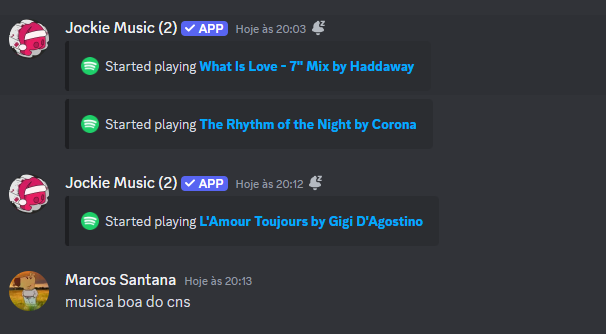 Jockie Music (2) ✓ APP Hoje às 20:03
Started playing What Is Love - 7" Mix by Haddaway
Started playing The Rhythm of the Night by Corona
Jockie Music (2) ✓ APP Hoje às 20:12
Started playing L'Amour Toujours by Gigi D'Agostino
Marcos Santana Hoje às 20:13
musica boa do cns